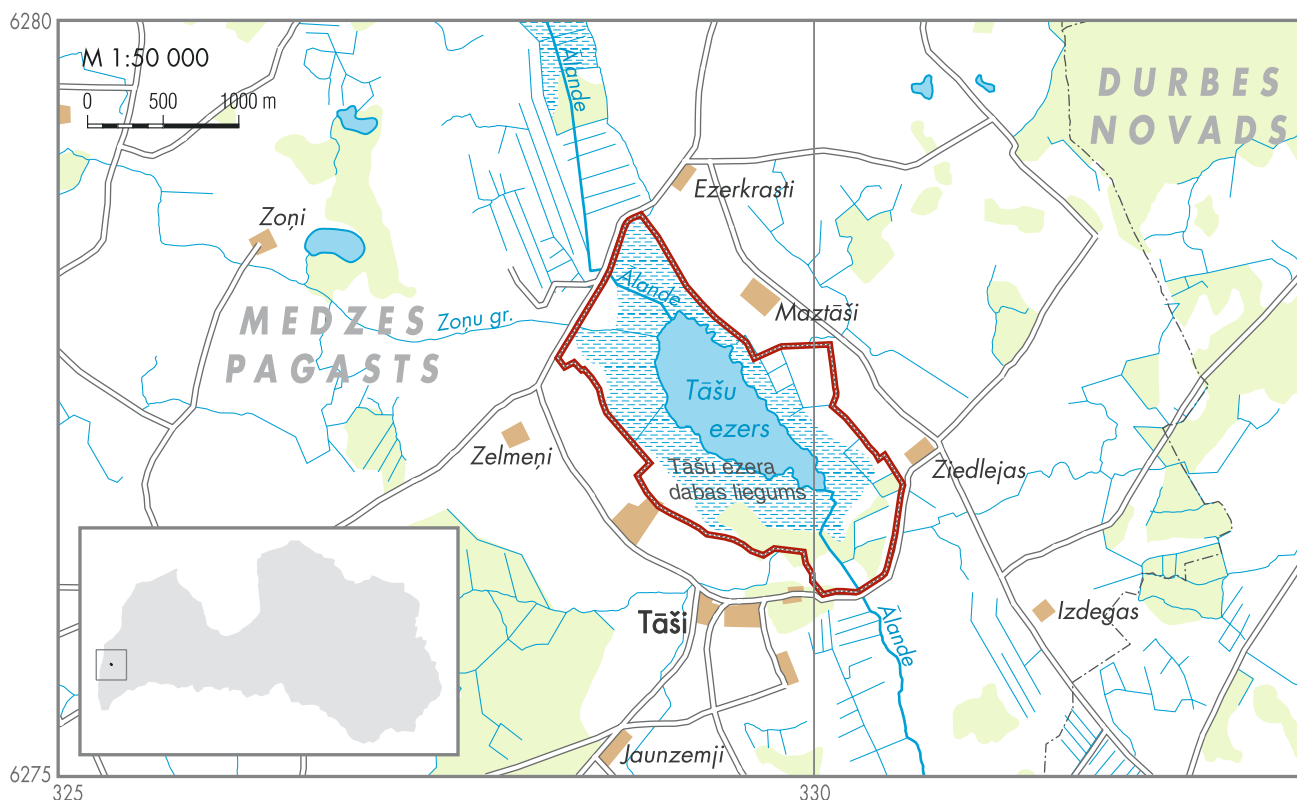 6280
M 1:50 000
0 500 1000 m
Ālande
DURBES
NOVADS
Ezerkrasti
Zoņi
Ālande
Maztāši
MEDZES
PAGASTS
Zoņu gr.
Tāšu
ezers
Zelmeņi
Tāšu ezera
dabas liegums
Ziedlejas
Tāši
Ālande
Izdegas
Jaunzemji
6275
325
330